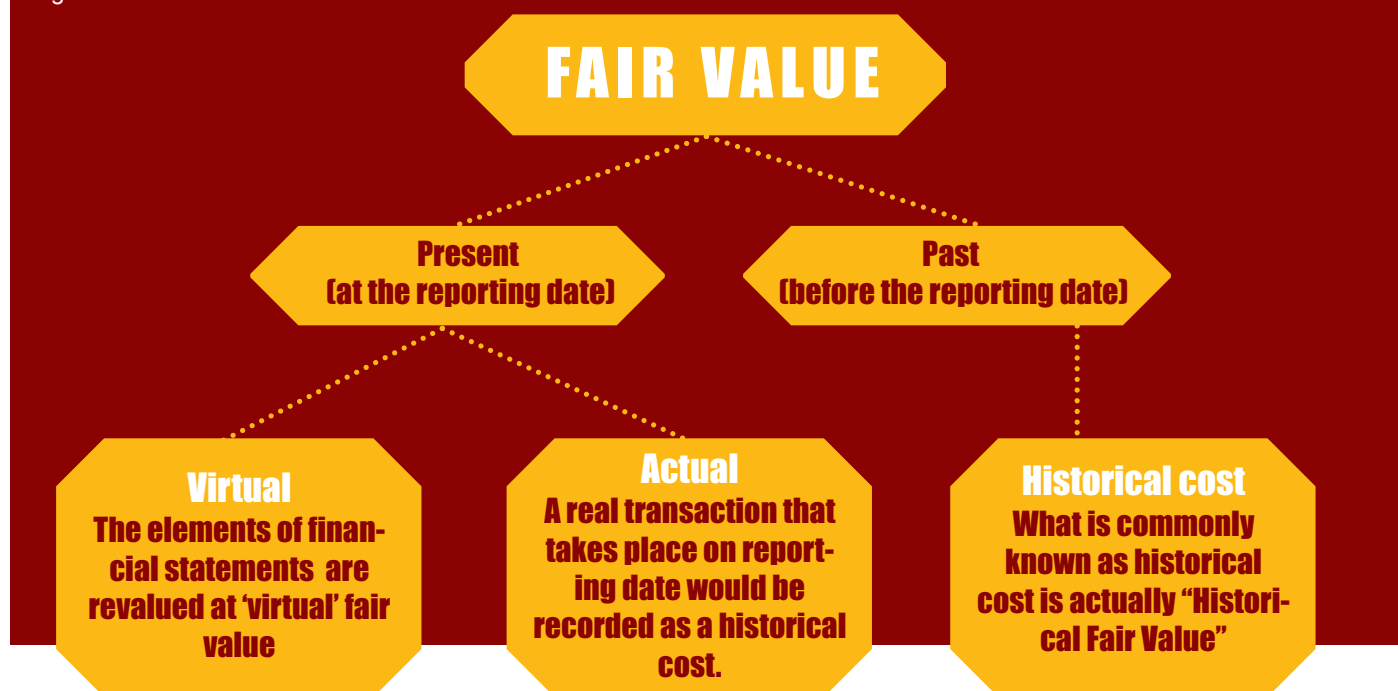 FAIR VALUE
Present
(at the reporting date)
Past
(before the reporting date)
Virtual
The elements of finan-
cial statements are
revalued at ‘virtual’ fair
value
Actual
A real transaction that
takes place on report-
ing date would be
recorded as a historical
cost.
Historical cost
What is commonly
known as historical
cost is actually “Histori-
cal Fair Value”